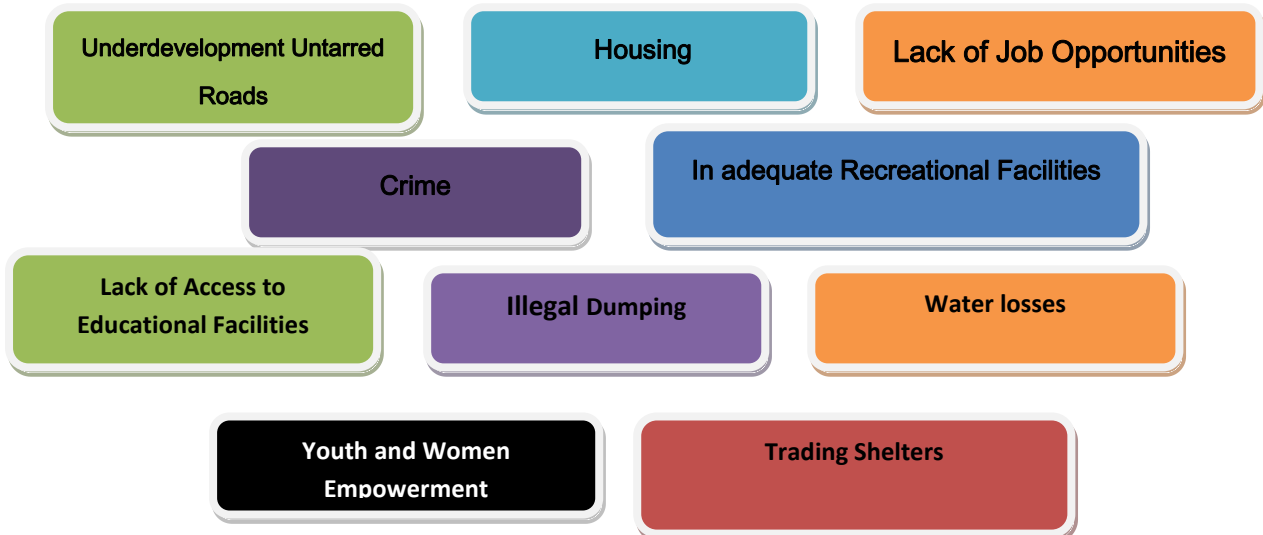 Underdevelopment Untarred
Roads
Housing
Lack of Job Opportunities
Crime
In adequate Recreational Facilities
Lack of Access to
Educational Facilities
Illegal Dumping
Water losses
Youth and Women
Empowerment
Trading Shelters